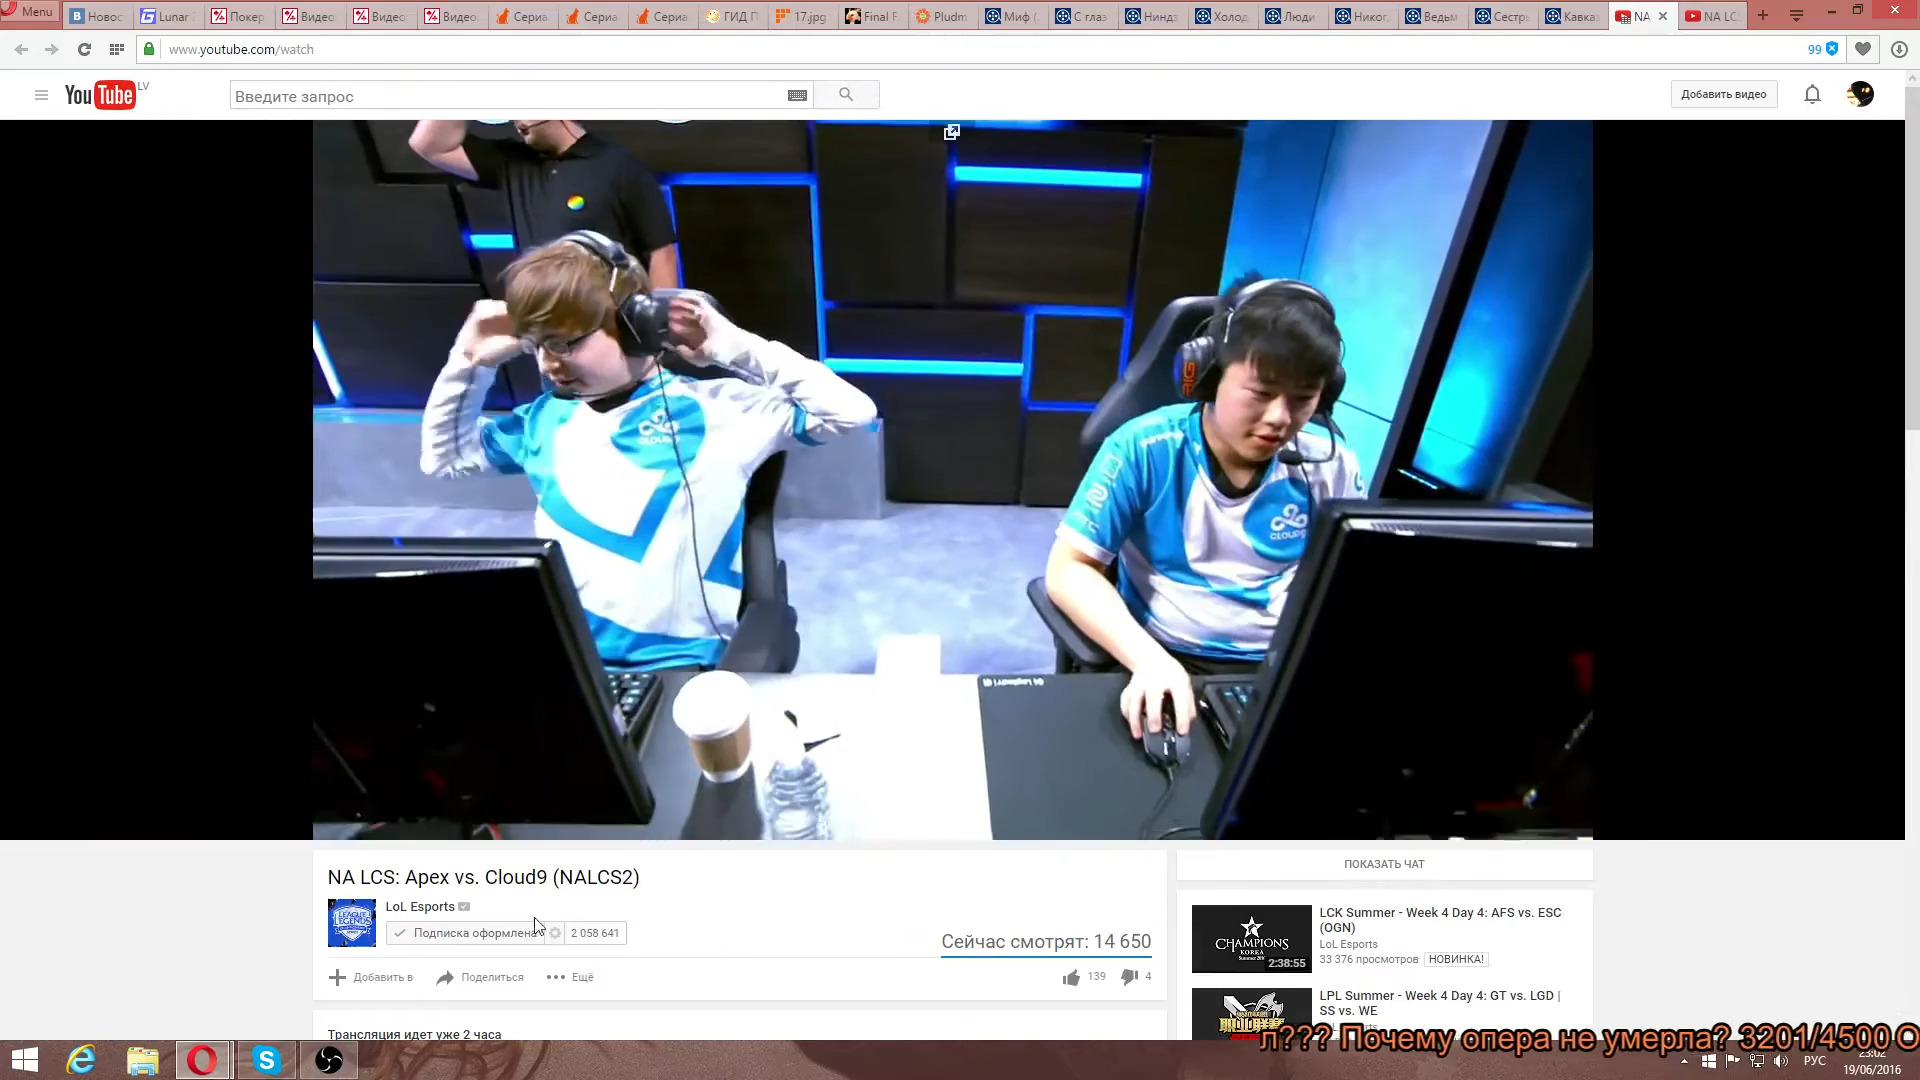 Menu
Новос
Lunar
Покер
Видео
Видео
Видео
Сериа
Сериа
Сериа
ГИД П
17.jpg
Final F
Pludm
Миф (
С глаз
Нинд
Холод
Люди
Никог
Ведьм
Сестр
Кавка
NA
NA LC
www.youtube.com/watch
99
YouTube LV
Введите запрос
Добавить видео
CLOUD9
CLOUD9
NA LCS: Apex vs. Cloud9 (NALCS2)
LoL Esports
Подписка оформлена
2 058 641
Сейчас смотрят: 14 650
Добавить в
Поделиться
Ещё
139
4
Трансляция идет уже 2 часа
ПОКАЗАТЬ ЧАТ
CHAMPIONS
KOREA
2:38:55
LCK Summer - Week 4 Day 4: AFS vs. ESC
(OGN)
LoL Esports
33 376 просмотров
НОВИНКА!
LPL Summer - Week 4 Day 4: GT vs. LGD |
SS vs. WE
л??? Почему опера не умерла? 3201/4500 О
РУС
23:02
19/06/2016